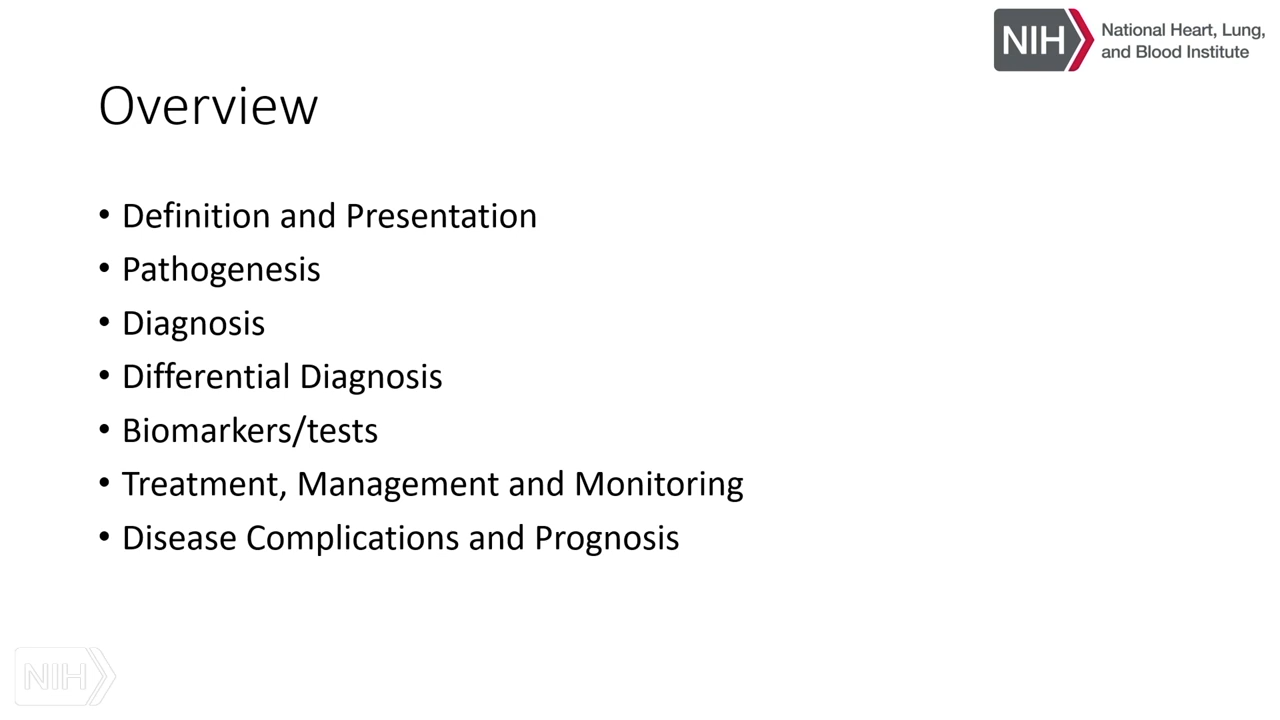 NIH
National Heart, Lung,
and Blood Institute
Overview
• Definition and Presentation
• Pathogenesis
• Diagnosis
• Differential Diagnosis
• Biomarkers/tests
• Treatment, Management and Monitoring
• Disease Complications and Prognosis
NIH